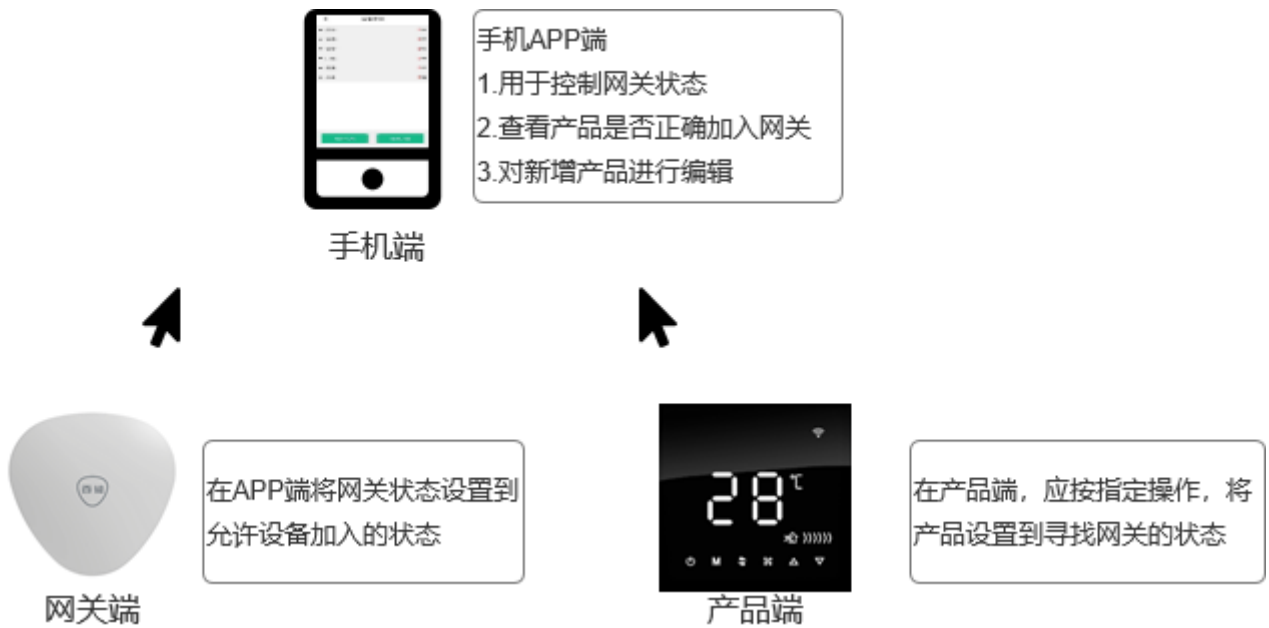 手机APP端
1.用于控制网关状态
2.查看产品是否正确加入网关
3.对新增产品进行编辑
手机端
在APP端将网关状态设置到
允许设备加入的状态
网关端
28℃
M
产品端
在产品端，应按指定操作，将
产品设置到寻找网关的状态